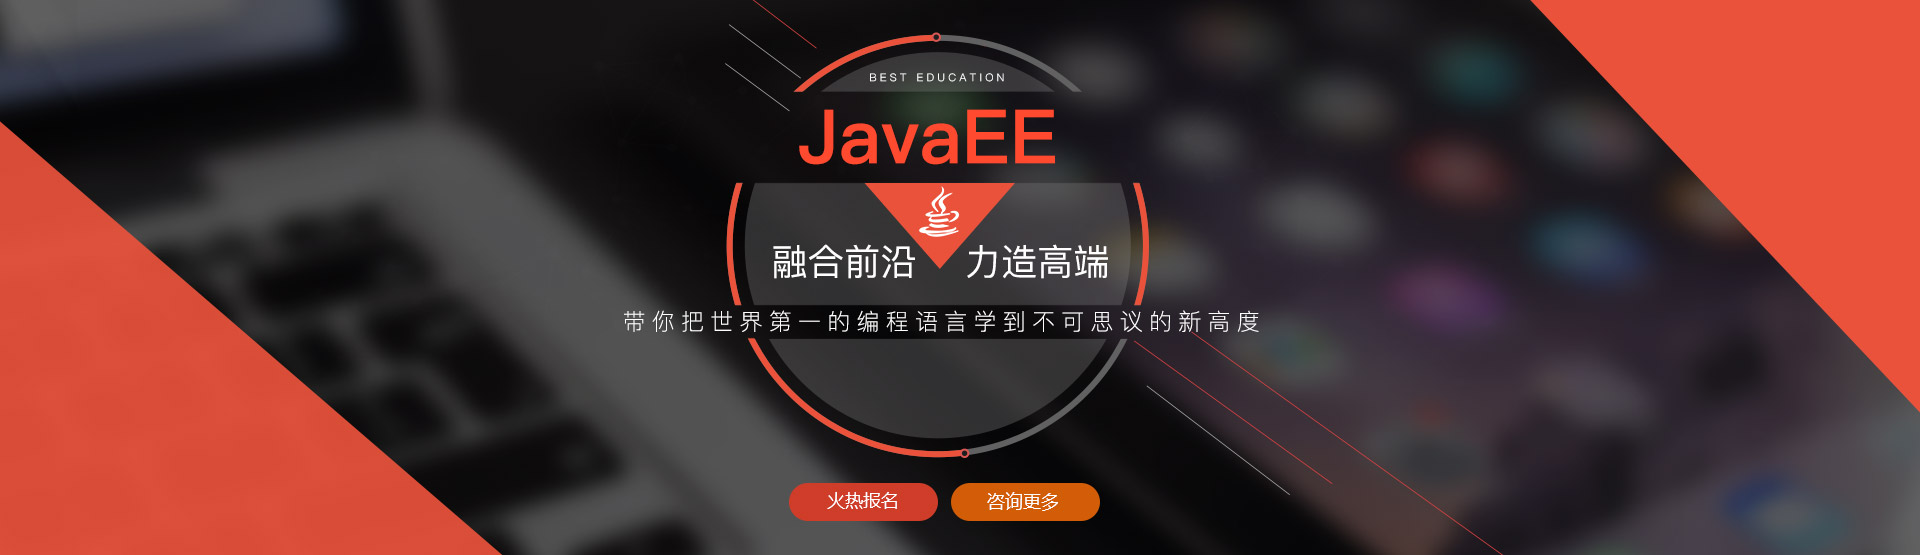 BEST EDUCATION
JavaEE
融合前沿 力造高端
带你把世界第一的编程语言学到不可思议的新高度
火热报名 咨询更多